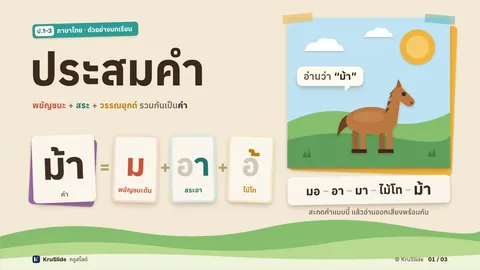 ป.1-3 ภาษาไทย · ตัวอย่างบทเรียน
ประสมคำ
พยัญชนะ + สระ + วรรณยุกต์ รวมกันเป็นคำ
ม้า = ม + อา + อ้
คำ พยัญชนะต้น สระอา ไม้โท
อ่านว่า "ม้า"
มอ – อา – มา – ไม้โท – ม้า
สะกดคำแบบนี้ แล้วอ่านออกเสียงพร้อมกัน
K KruSlide ครูสไลด์
© KruSlide 01 / 03